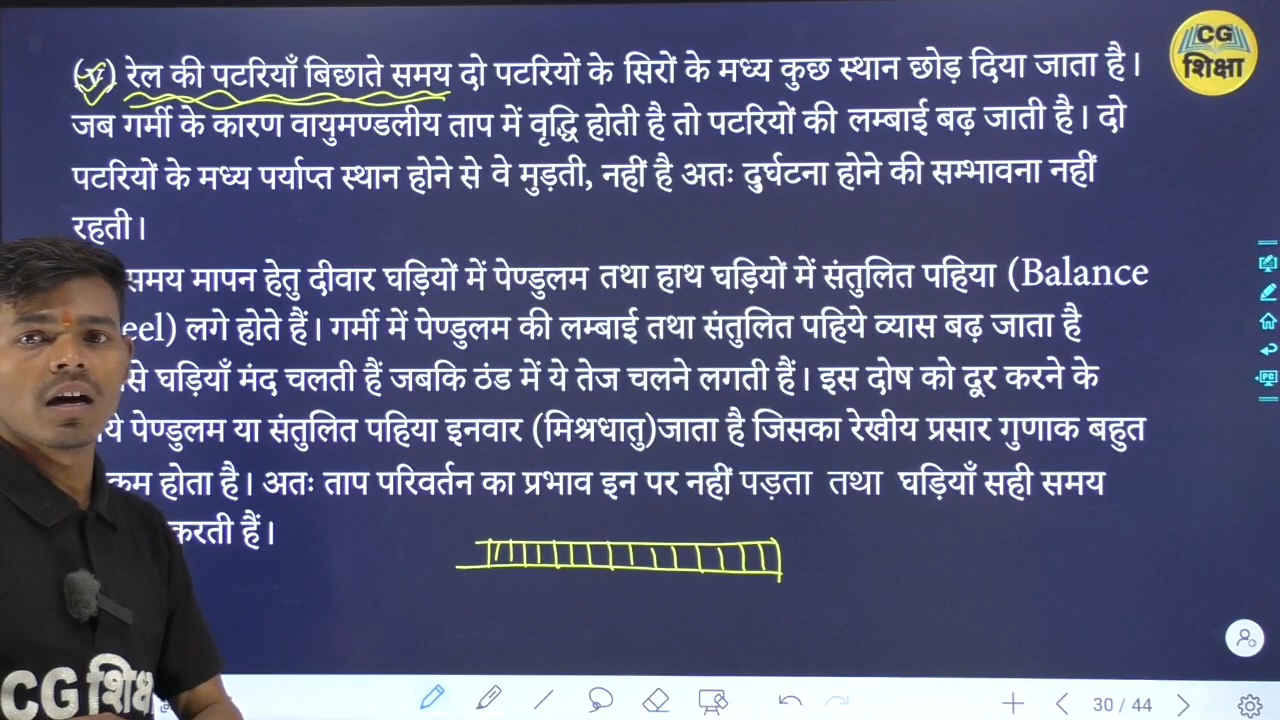 (v) रेल की पटरियाँ बिछाते समय दो पटरियों के सिरों के मध्य कुछ स्थान छोड़ दिया जाता है।
जब गर्मी के कारण वायुमण्डलीय ताप में वृद्धि होती है तो पटरियों की लम्बाई बढ़ जाती है। दो
पटरियों के मध्य पर्याप्त स्थान होने से वे मुड़ती, नहीं है अतः दुर्घटना होने की सम्भावना नहीं
रहती।
समय मापन हेतु दीवार घड़ियों में पेण्डुलम तथा हाथ घड़ियों में संतुलित पहिया (Balance
eel) लगे होते हैं। गर्मी में पेण्डुलम की लम्बाई तथा संतुलित पहिये व्यास बढ़ जाता है
से घड़ियाँ मंद चलती हैं जबकि ठंड में ये तेज चलने लगती हैं। इस दोष को दूर करने के
ये पेण्डुलम या संतुलित पहिया इनवार (मिश्रधातु)जाता है जिसका रेखीय प्रसार गुणाक बहुत
कम होता है। अतः ताप परिवर्तन का प्रभाव इन पर नहीं पड़ता तथा घड़ियाँ सही समय
करती हैं।
CG
शिक्षा
CG शिक्ष
PC
30 / 44